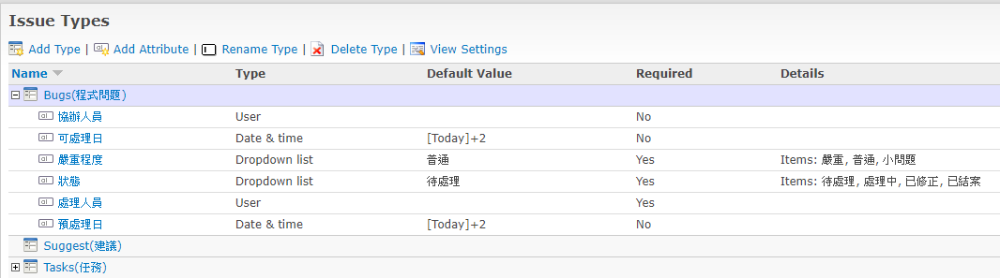 Issue Types
Add Type | Add Attribute | Rename Type | Delete Type | View Settings
Name Type Default Value Required Details
Bugs(程式問題)
協辦人員 User No
可處理日 Date & time [Today]+2 No
嚴重程度 Dropdown list 普通 Yes Items: 嚴重, 普通, 小問題
狀態 Dropdown list 待處理 Yes Items: 待處理, 處理中, 已修正, 已結案
處理人員 User Yes
預處理日 Date & time [Today]+2 No
Suggest(建議)
Tasks(任務)